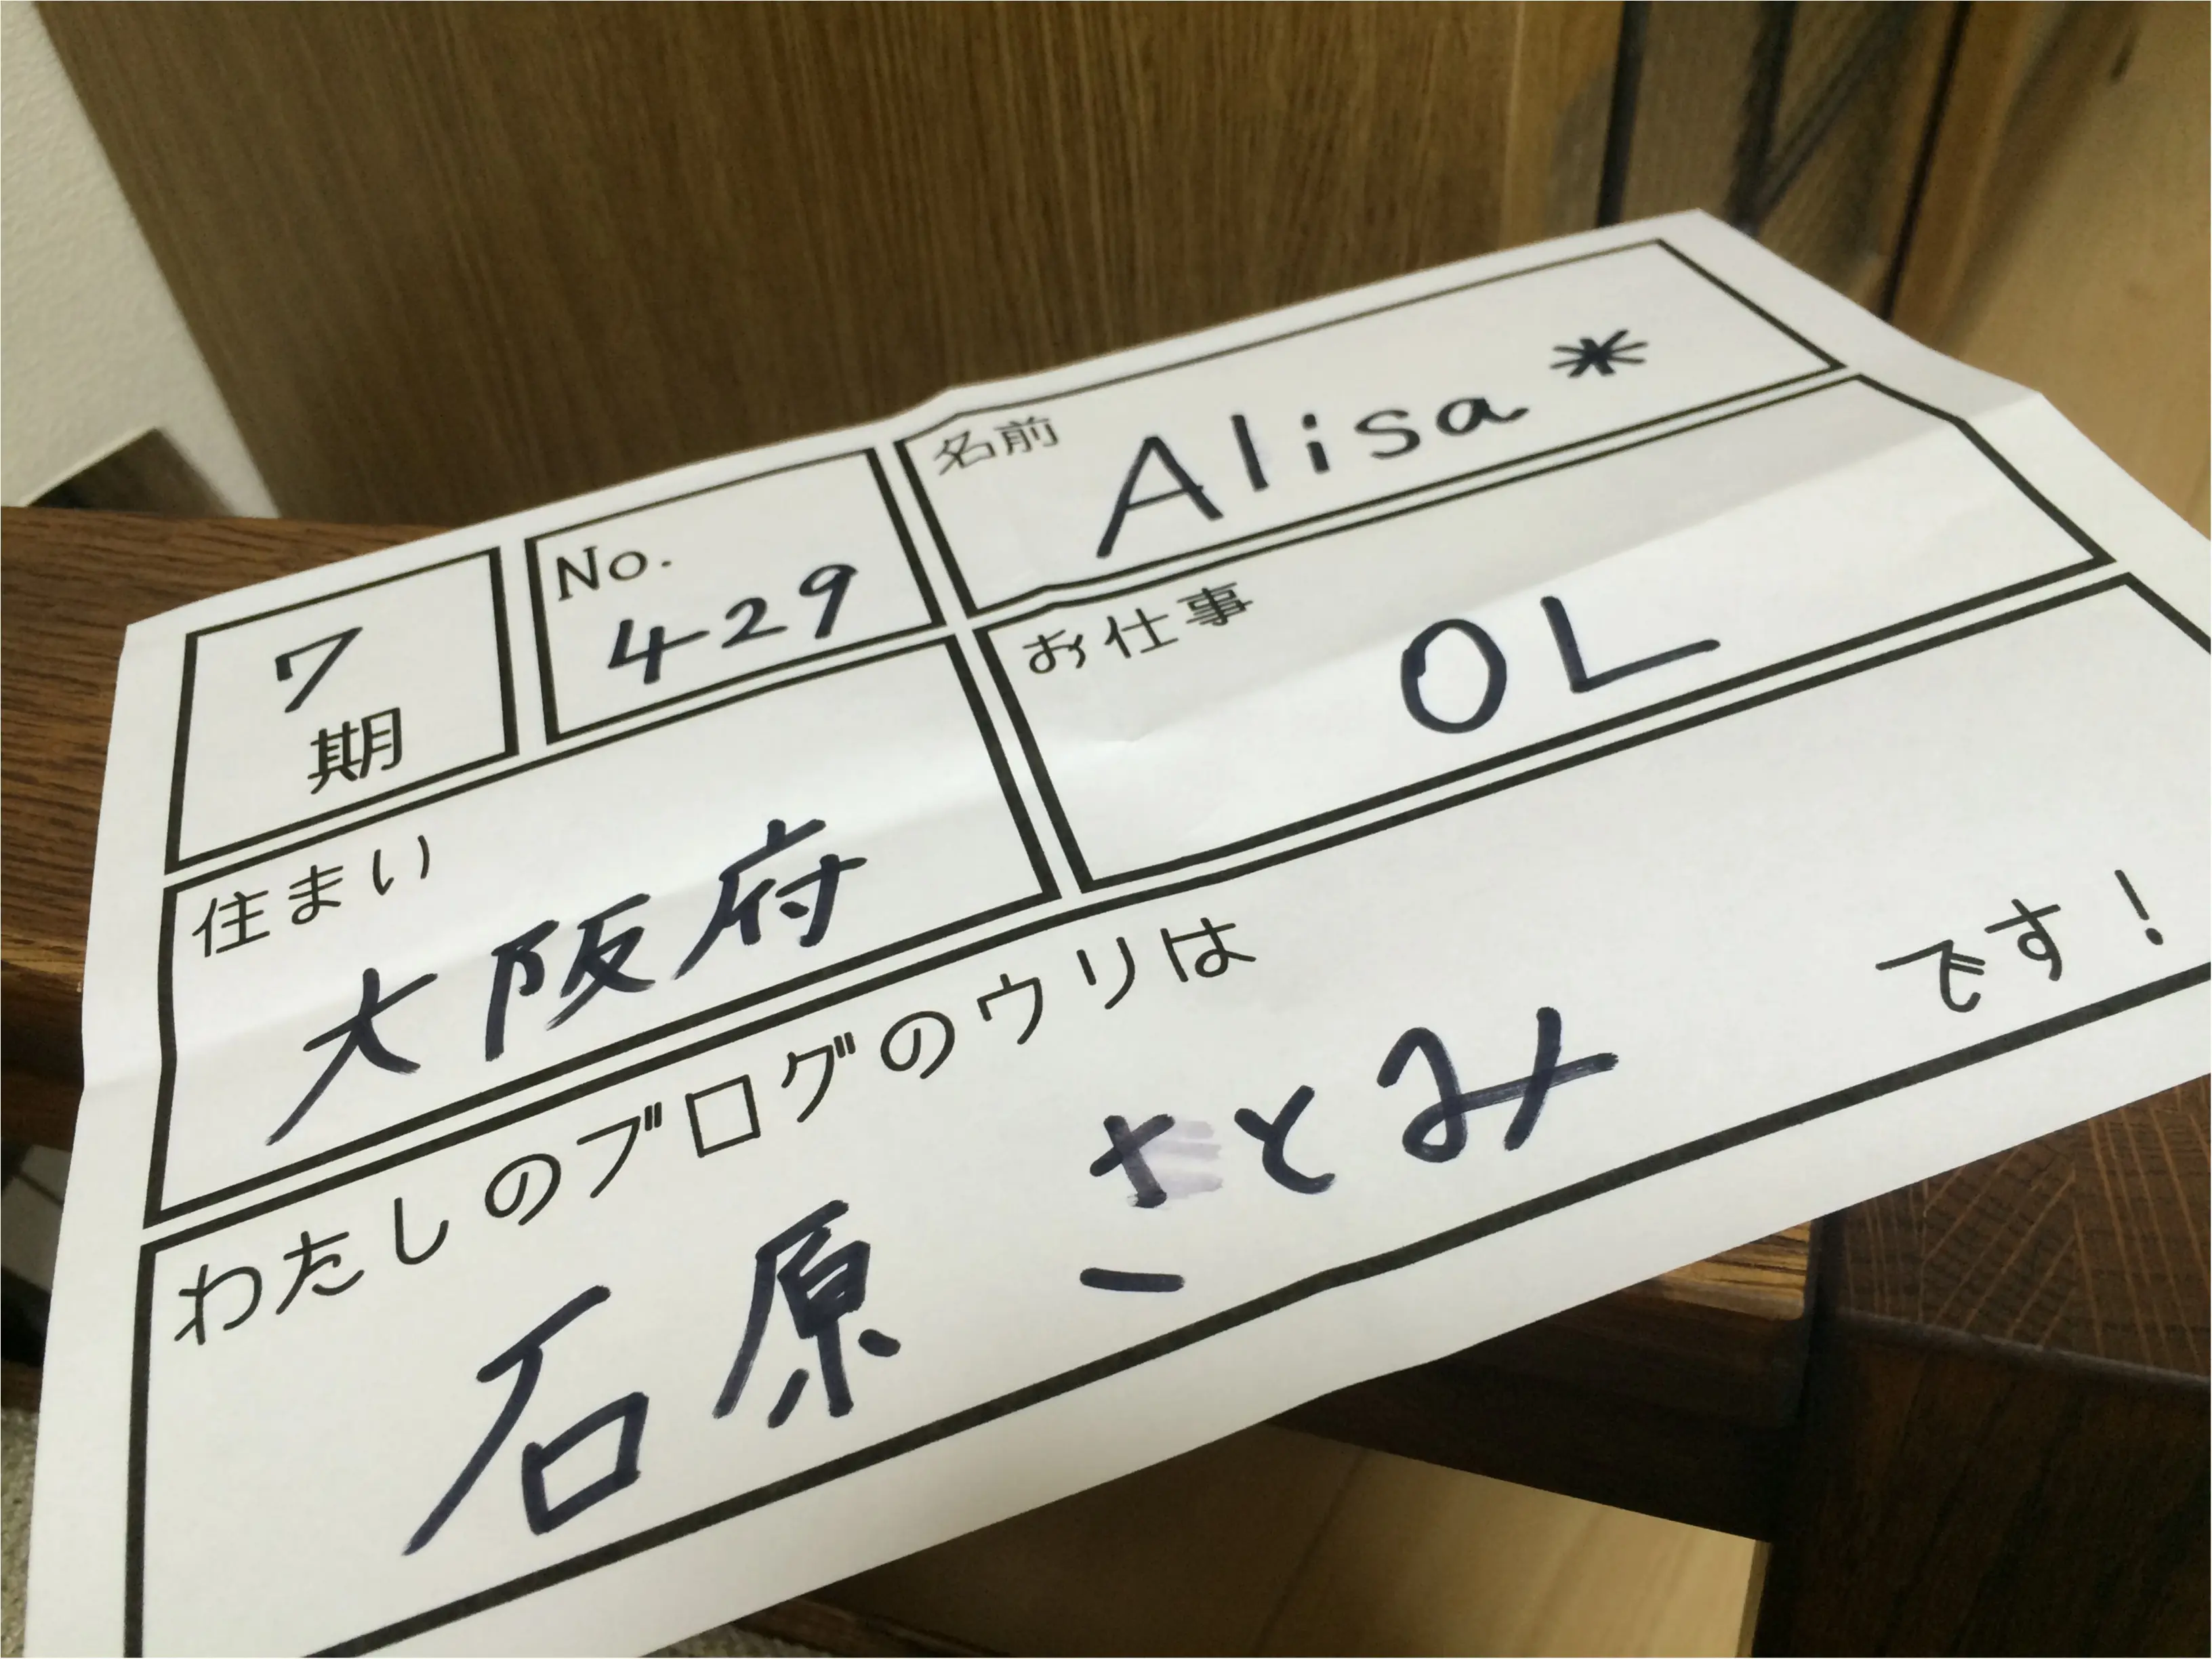 7
期
No.
429
名前
Alisa*
住まい
大阪府
お仕事
OL
わたしのブログのウリは
石原さとみ
です！